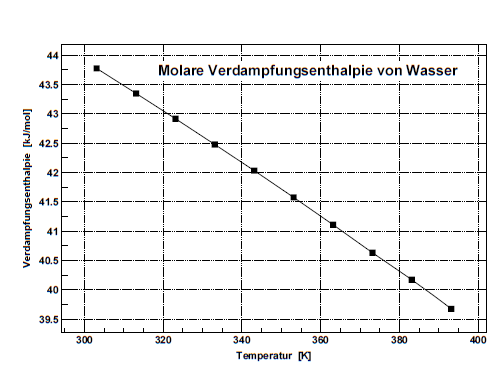 Molare Verdampfungsenthalpie von Wasser
Verdampfungsenthalpie [kJ/mol]
44
43.5
43
42.5
42
41.5
41
40.5
40
39.5
300 320 340 360 380 400
Temperatur [K]